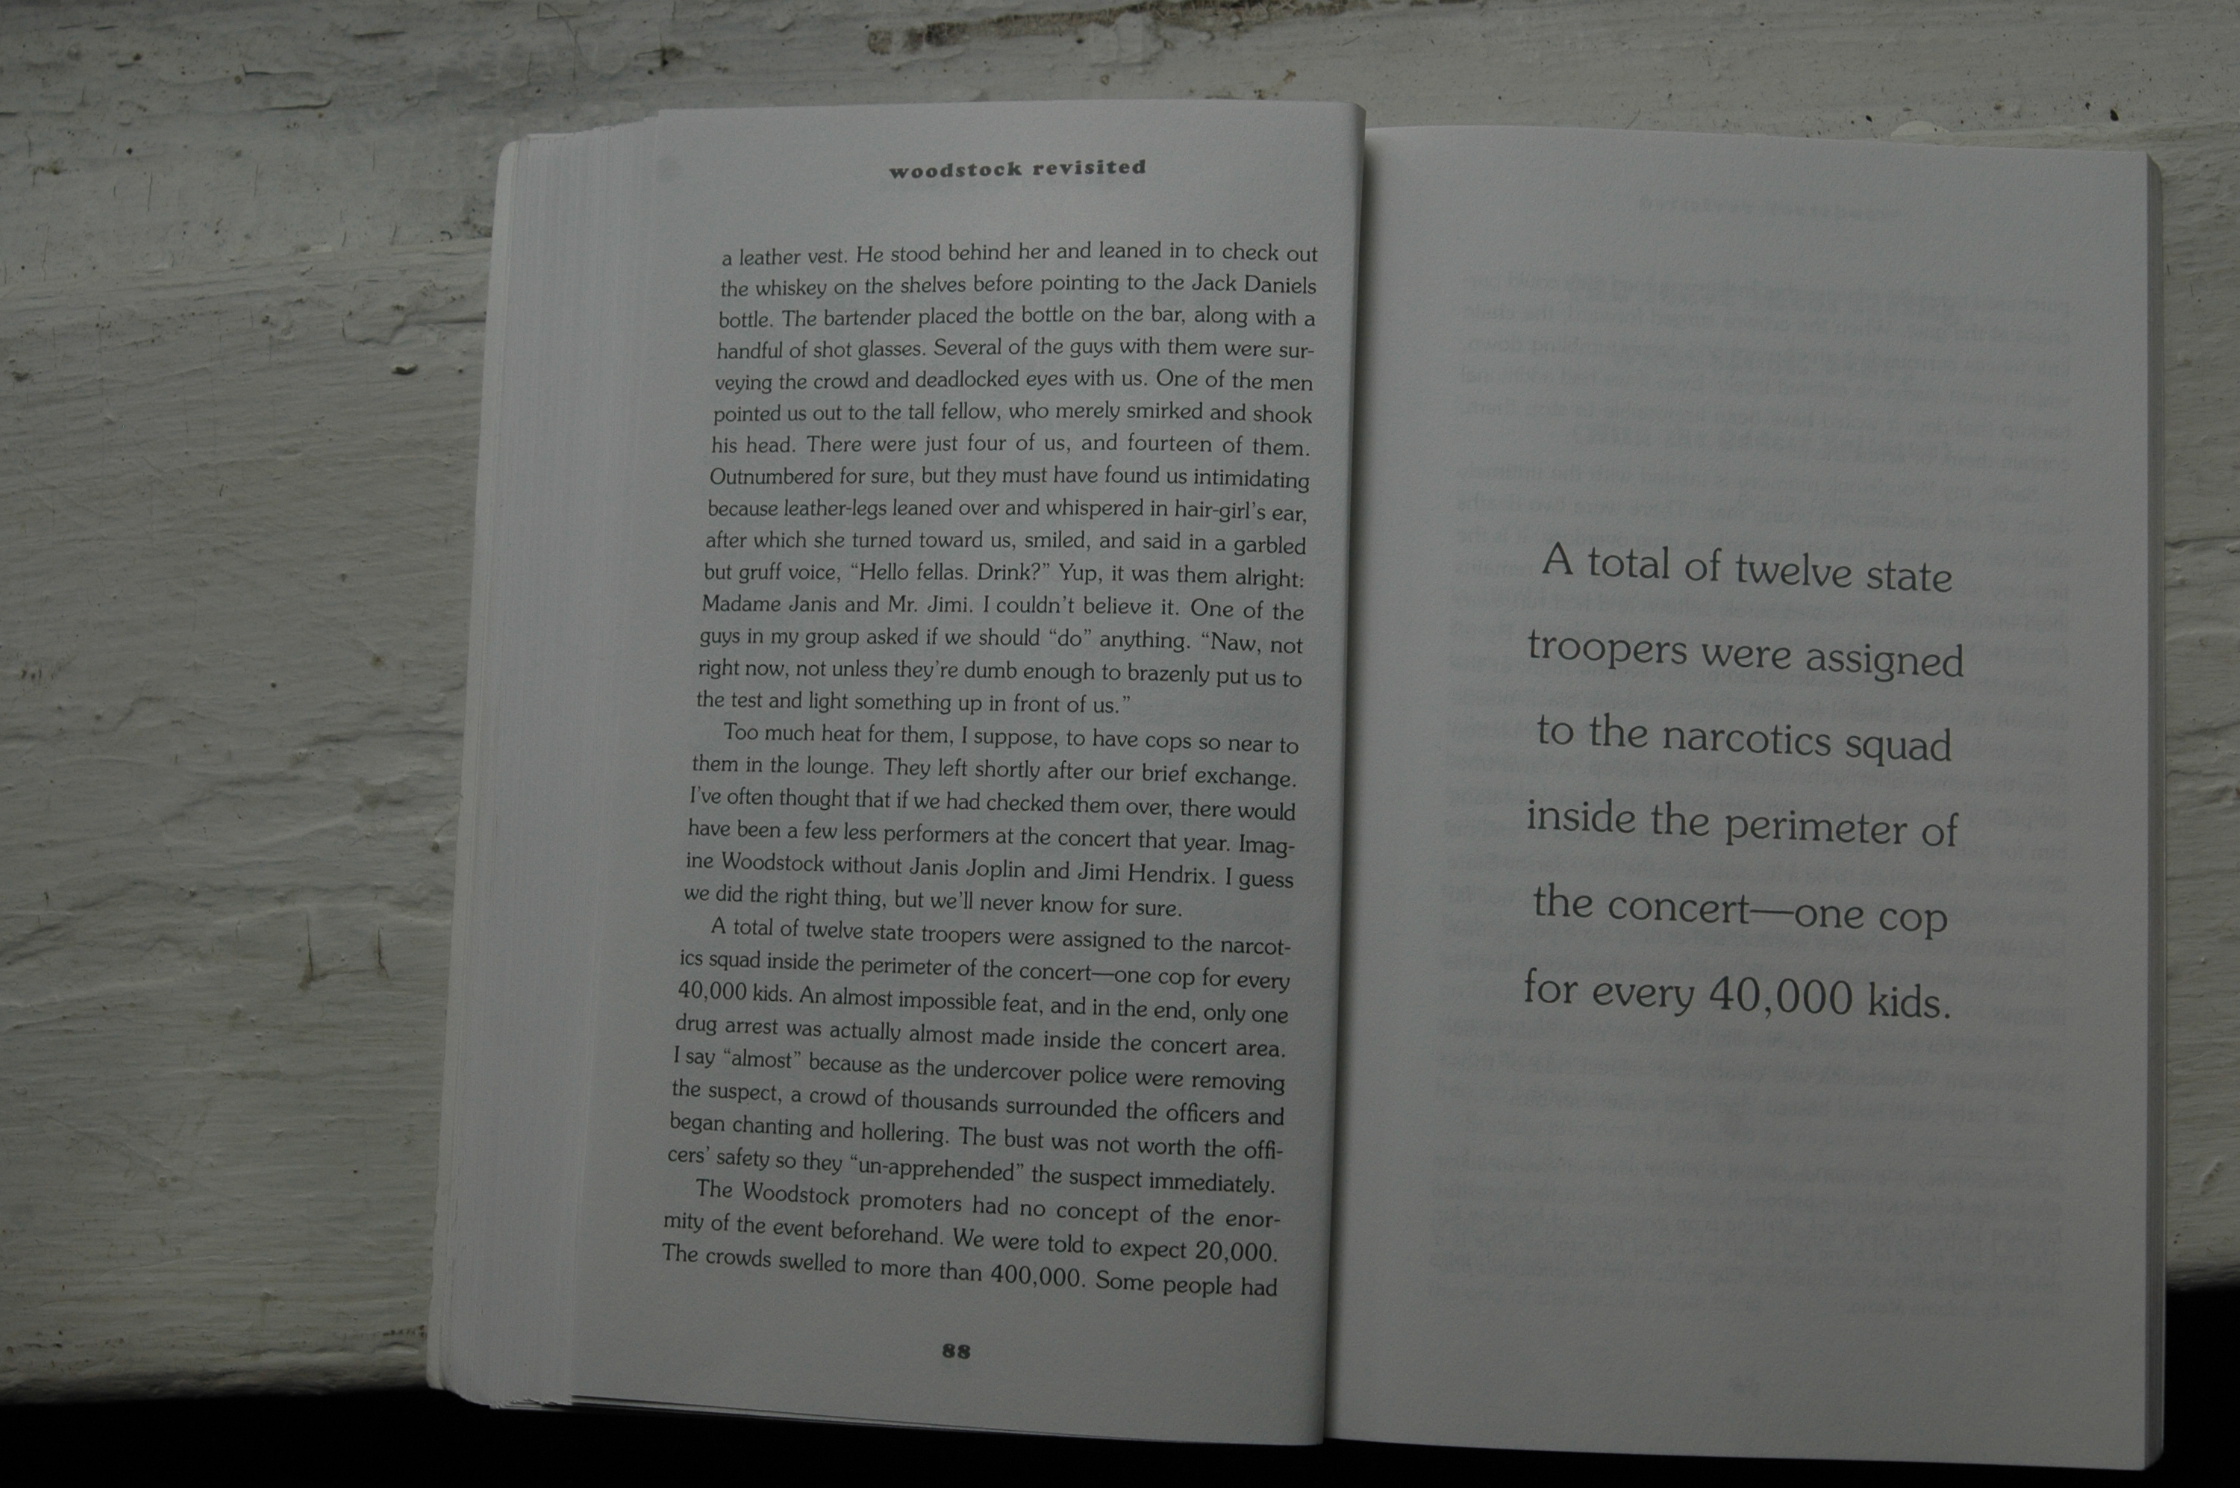 woodstock revisited
a leather vest. He stood behind her and leaned in to check out
the whiskey on the shelves before pointing to the Jack Daniels
bottle. The bartender placed the bottle on the bar, along with a
handful of shot glasses. Several of the guys with them were sur-
veying the crowd and deadlocked eyes with us. One of the men
pointed us out to the tall fellow, who merely smirked and shook
his head. There were just four of us, and fourteen of them.
Outnumbered for sure, but they must have found us intimidating
because leather-legs leaned over and whispered in hair-girl's ear,
after which she turned toward us, smiled, and said in a garbled
but gruff voice, “Hello fellas. Drink?” Yup, it was them alright:
Madame Janis and Mr. Jimi. I couldn't believe it. One of the
guys in my group asked if we should “do” anything. “Naw, not
right now, not unless they're dumb enough to brazenly put us to
the test and light something up in front of us.”
Too much heat for them, I suppose, to have cops so near to
them in the lounge. They left shortly after our brief exchange.
I've often thought that if we had checked them over, there would
have been a few less performers at the concert that year. Imag-
ine Woodstock without Janis Joplin and Jimi Hendrix. I guess
we did the right thing, but we'll never know for sure.
A total of twelve state troopers were assigned to the narcot-
ics squad inside the perimeter of the concert—one cop for every
40,000 kids. An almost impossible feat, and in the end, only one
drug arrest was actually almost made inside the concert area.
I say “almost” because as the undercover police were removing
the suspect, a crowd of thousands surrounded the officers and
began chanting and hollering. The bust was not worth the offi-
cers' safety so they “un-apprehended” the suspect immediately.
The Woodstock promoters had no concept of the enor-
mity of the event beforehand. We were told to expect 20,000.
The crowds swelled to more than 400,000. Some people had
88
A total of twelve state
troopers were assigned
to the narcotics squad
inside the perimeter of
the concert—one cop
for every 40,000 kids.